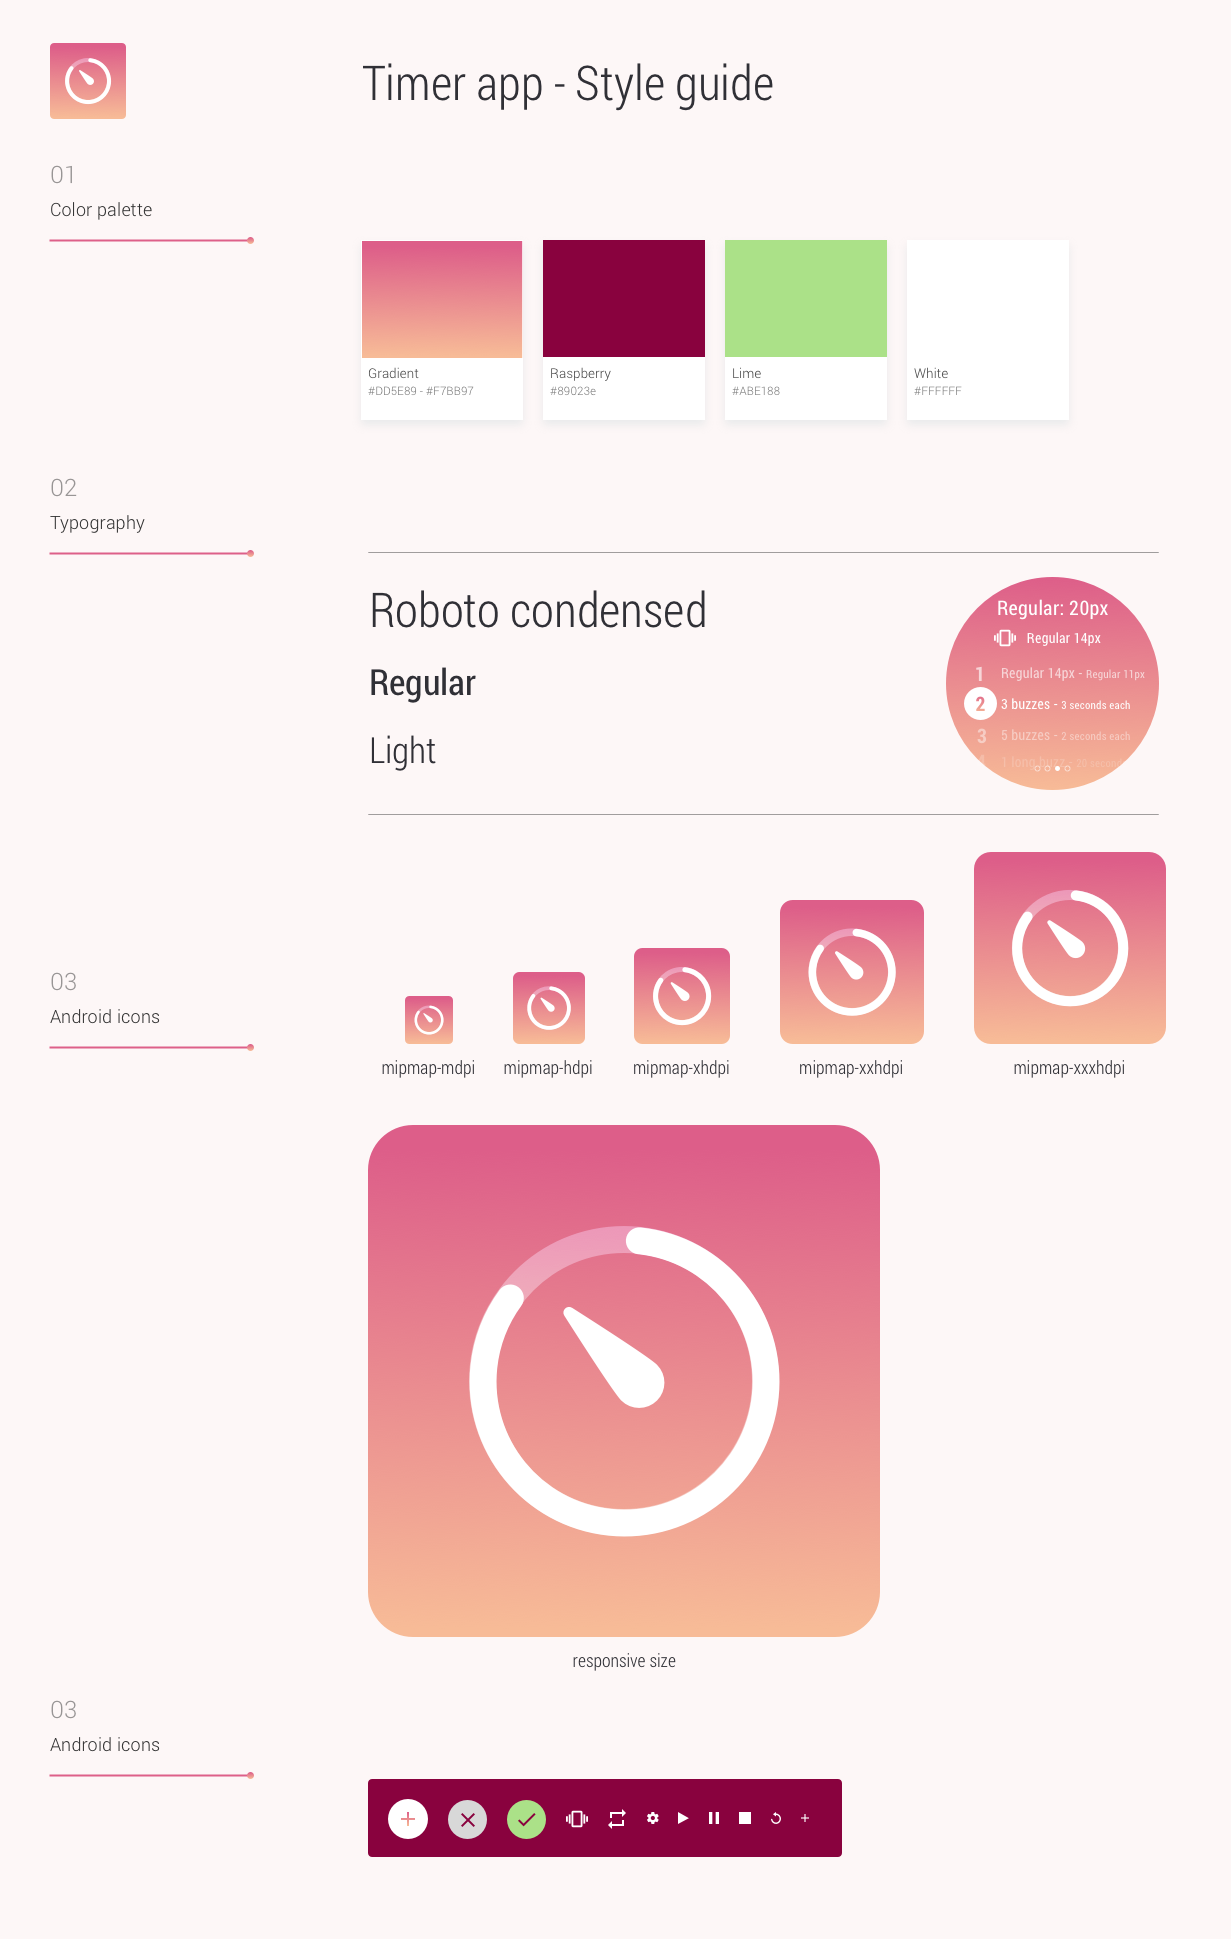 Timer app - Style guide
01
Color palette
Gradient
#DD5E89 - #F7BB97
Raspberry
#89023e
Lime
#ABE188
White
#FFFFFF
02
Typography
Roboto condensed
Regular
Light
Regular: 20px
Regular 14px
1 Regular 14px - Regular 11px
2 3 buzzes - 3 seconds each
3 5 buzzes - 2 seconds each
1 long buzz -
03
Android icons
mipmap-mdpi
mipmap-hdpi
mipmap-xhdpi
mipmap-xxhdpi
mipmap-xxxhdpi
responsive size
03
Android icons